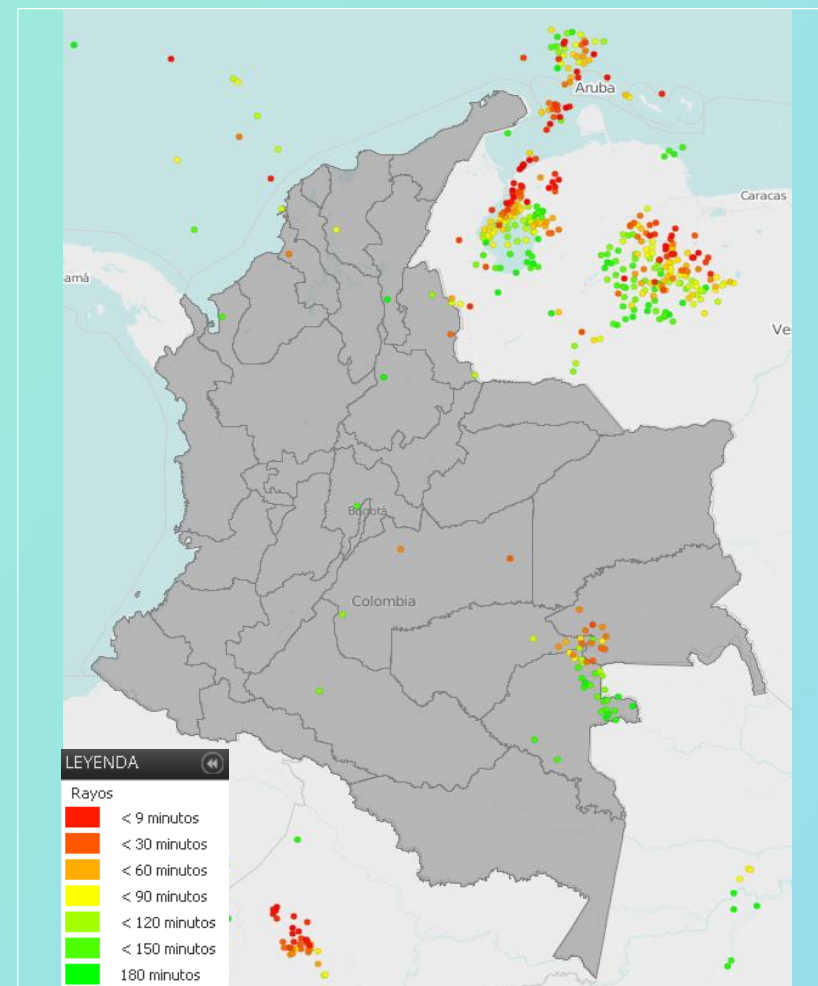 Aruba
Caracas
amá
Ve
Bogotá
Colombia
LEYENDA
Rayos
< 9 minutos
< 30 minutos
< 60 minutos
< 90 minutos
< 120 minutos
< 150 minutos
180 minutos